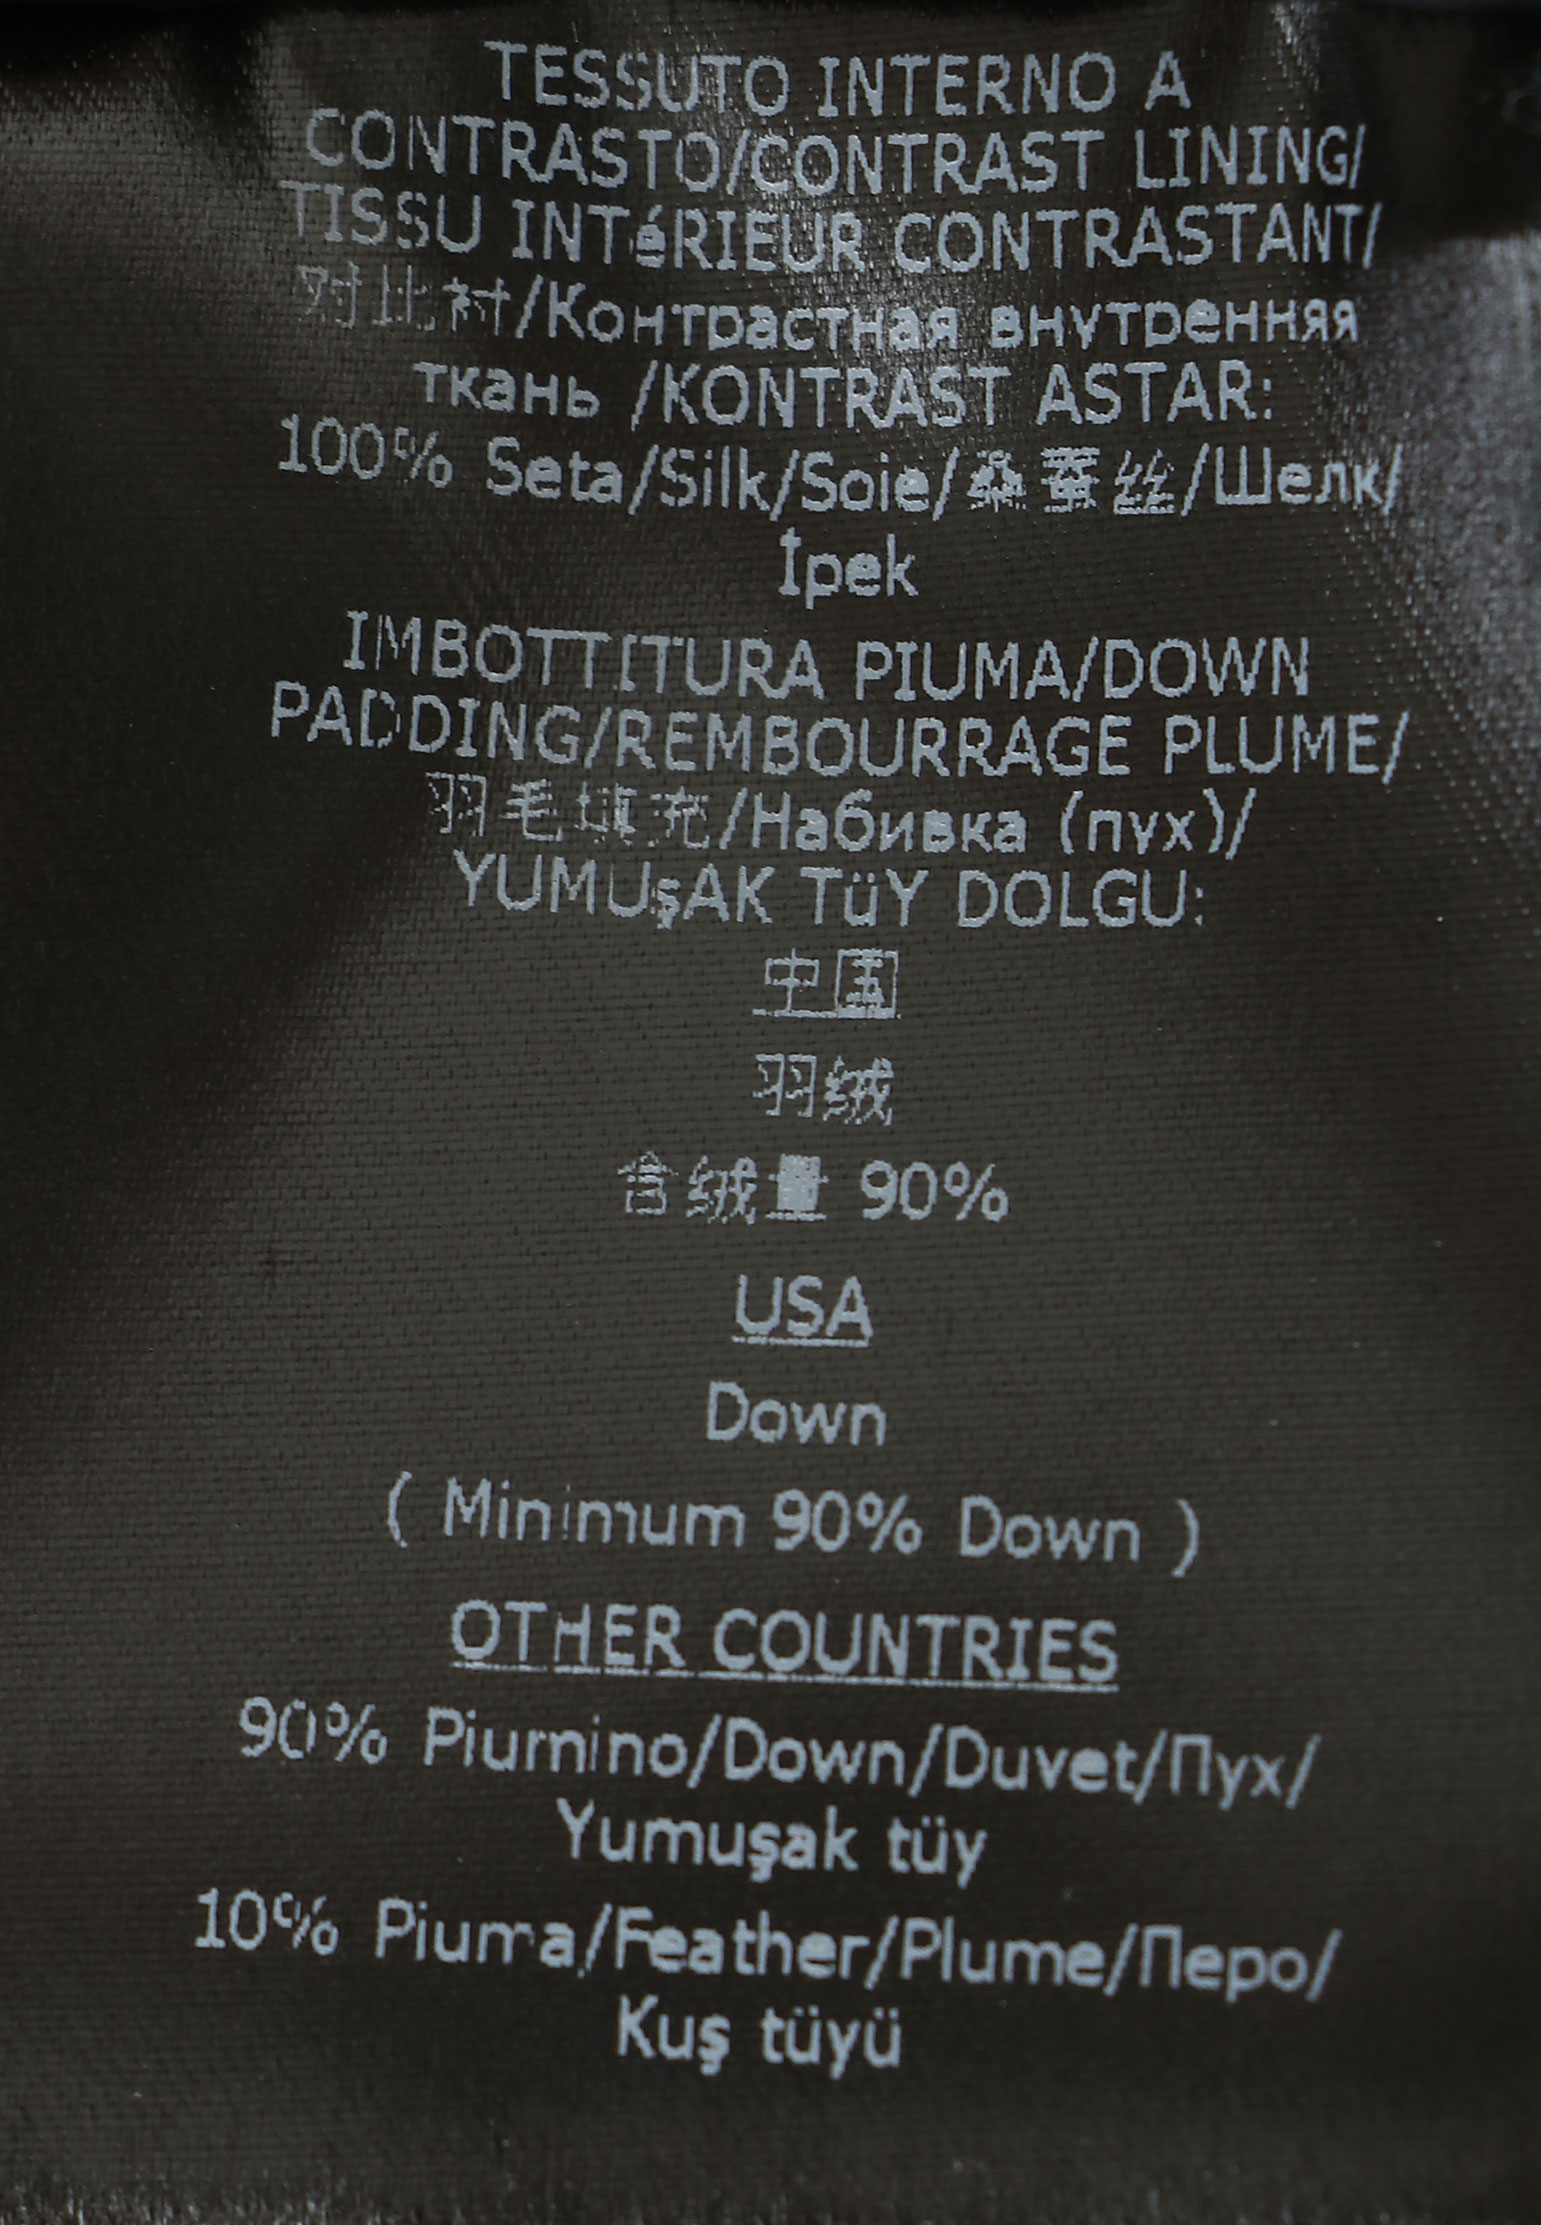 TESSUTO INTERNO A
CONTRASTO/CONTRAST LINING/
TISSU INTéRIEUR CONTRASTANT/
对比衬/Контрастная внутренняя
ткань /KONTRAST ASTAR:
100% Seta/Silk/Soie/桑蚕丝/Шелк/
İpek
IMBOTTITURA PIUMA/DOWN
PADDING/REMBOURRAGE PLUME/
羽毛填充/Набивка (пух)/
YUMUşAK TüY DOLGU:
中国
羽绒
含绒量 90%
USA
Down
( Minimum 90% Down )
OTHER COUNTRIES
90% Piumino/Down/Duvet/Пух/
Yumuşak tüy
10% Piuma/Feather/Plume/Перо/
Kuş tüyü